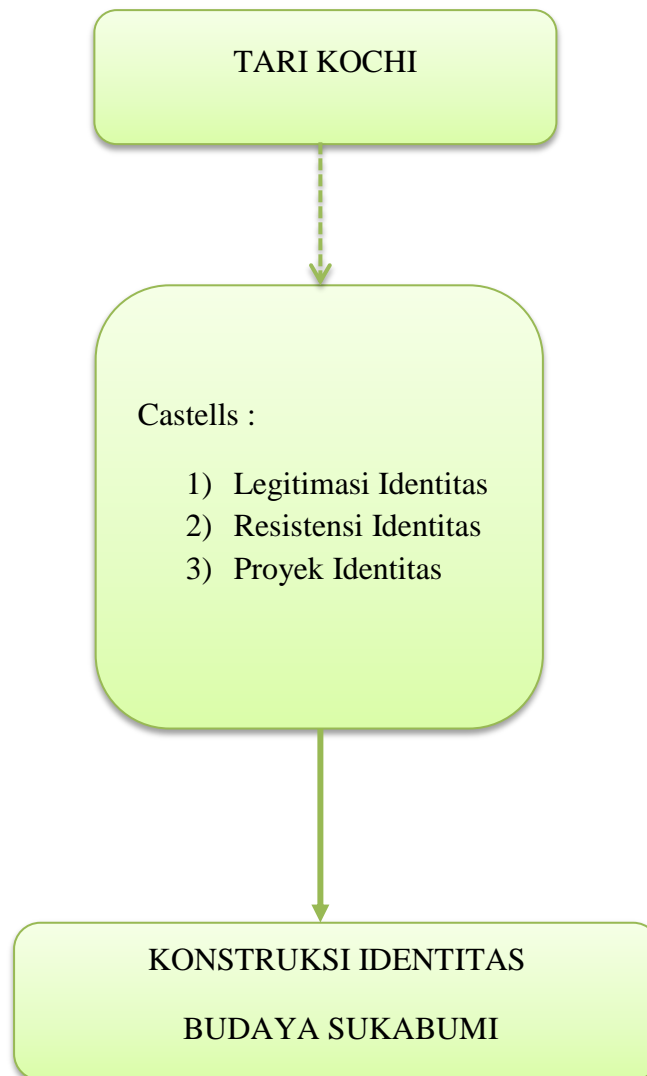 TARI KOCHI
Castells :
1) Legitimasi Identitas
2) Resistensi Identitas
3) Proyek Identitas
KONSTRUKSI IDENTITAS
BUDAYA SUKABUMI